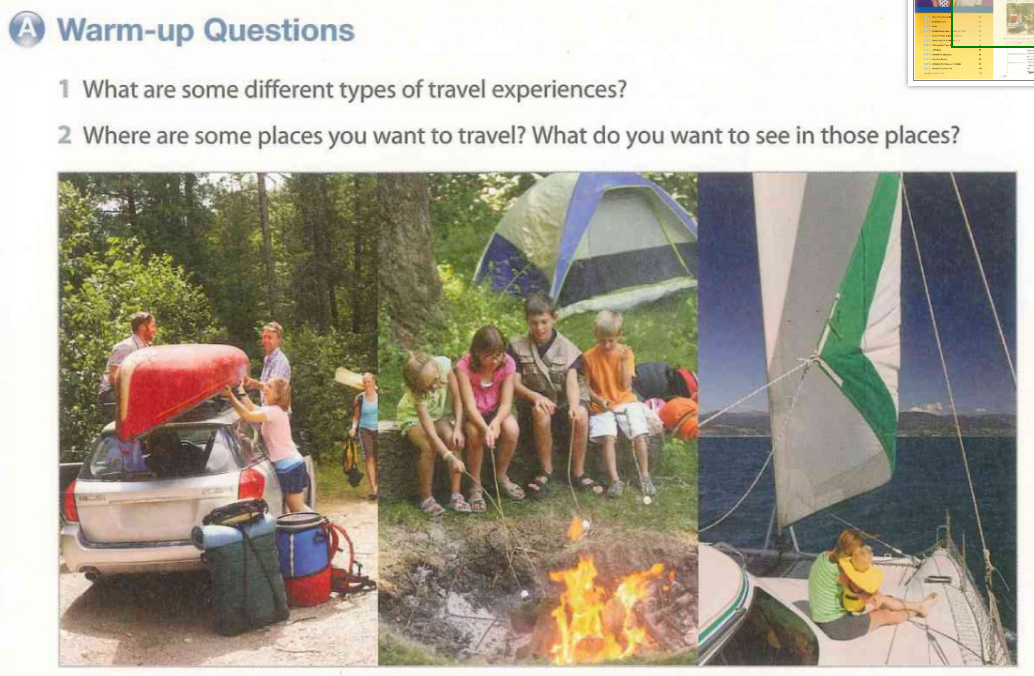 A Warm-up Questions
1 What are some different types of travel experiences?
2 Where are some places you want to travel? What do you want to see in those places?